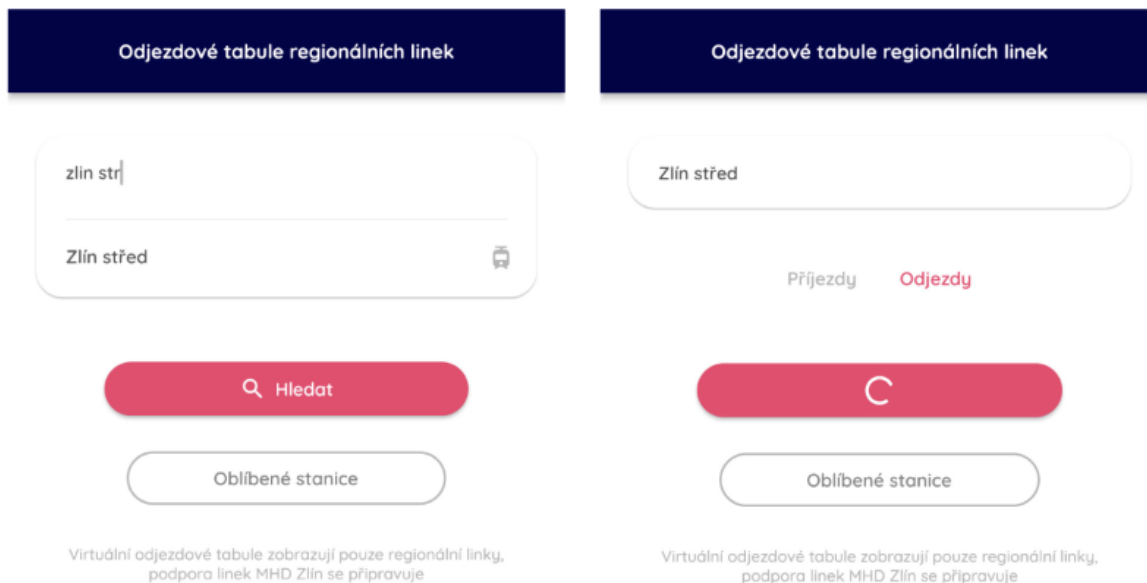 Odjezdové tabule regionálních linek
zlin str
Zlín střed
Hledat
Oblíbené stanice
Virtuální odjezdové tabule zobrazují pouze regionální linky,
podpora linek MHD Zlín se připravuje
Odjezdové tabule regionálních linek
Zlín střed
Příjezdy Odjezdy
Oblíbené stanice
Virtuální odjezdové tabule zobrazují pouze regionální linky,
podpora linek MHD Zlín se připravuje